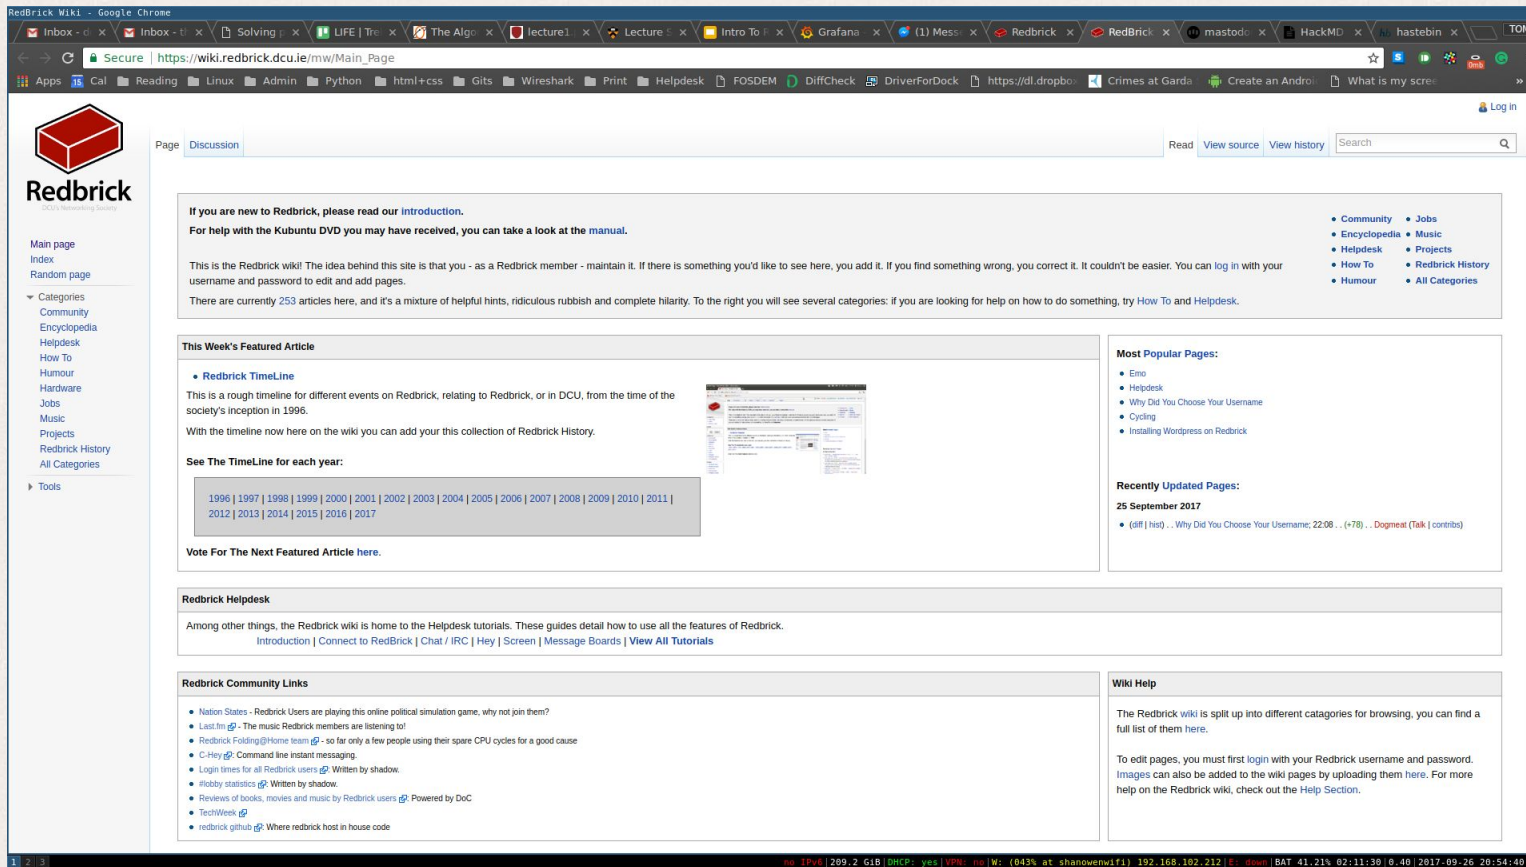 RedBrick Wiki - Google Chrome
Inbox - d Inbox - tl Solving p LIFE | Tre The Algo lecture1. Lecture S Intro To F Grafana - (1) Mess Redbrick RedBrick mastodo HackMD hastebin TOM
Secure https://wiki.redbrick.dcu.ie/mw/Main_Page
Apps 15 Cal Reading Linux Admin Python html+css Gits Wireshark Print Helpdesk FOSDEM DiffCheck DriverForDock https://dl.dropbo Crimes at Garda Create an Androi What is my scree »
0mb
Log in
Page Discussion Read View source View history Search
Redbrick
DCU's Networking Society
Main page
Index
Random page
Categories
Community
Encyclopedia
Helpdesk
How To
Humour
Hardware
Jobs
Music
Projects
Redbrick History
All Categories
Tools
If you are new to Redbrick, please read our introduction.
For help with the Kubuntu DVD you may have received, you can take a look at the manual.
This is the Redbrick wiki! The idea behind this site is that you - as a Redbrick member - maintain it. If there is something you'd like to see here, you add it. If you find something wrong, you correct it. It couldn't be easier. You can log in with your
username and password to edit and add pages.
There are currently 253 articles here, and it's a mixture of helpful hints, ridiculous rubbish and complete hilarity. To the right you will see several categories: if you are looking for help on how to do something, try How To and Helpdesk.
Community Jobs
Encyclopedia Music
Helpdesk Projects
How To Redbrick History
Humour All Categories
This Week's Featured Article
Redbrick TimeLine
This is a rough timeline for different events on Redbrick, relating to Redbrick, or in DCU, from the time of the
society's inception in 1996.
With the timeline now here on the wiki you can add your this collection of Redbrick History.
See The TimeLine for each year:
1996 | 1997 | 1998 | 1999 | 2000 | 2001 | 2002 | 2003 | 2004 | 2005 | 2006 | 2007 | 2008 | 2009 | 2010 | 2011 |
2012 | 2013 | 2014 | 2015 | 2016 | 2017
Vote For The Next Featured Article here.
Most Popular Pages:
Emo
Helpdesk
Why Did You Choose Your Username
Cycling
Installing Wordpress on Redbrick
Recently Updated Pages:
25 September 2017
(diff | hist) . . Why Did You Choose Your Username; 22:08 . . (+78) . . Dogmeat (Talk | contribs)
Redbrick Helpdesk
Among other things, the Redbrick wiki is home to the Helpdesk tutorials. These guides detail how to use all the features of Redbrick.
Introduction | Connect to RedBrick | Chat / IRC | Hey | Screen | Message Boards | View All Tutorials
Redbrick Community Links
Nation States - Redbrick Users are playing this online political simulation game, why not join them?
Last.fm - The music Redbrick members are listening to!
Redbrick Folding@Home team - so far only a few people using their spare CPU cycles for a good cause
C-Hey: Command line instant messaging.
Login times for all Redbrick users: Written by shadow.
#lobby statistics: Written by shadow.
Reviews of books, movies and music by Redbrick users: Powered by DoC
TechWeek
redbrick github: Where redbrick host in house code
Wiki Help
The Redbrick wiki is split up into different catagories for browsing, you can find a
full list of them here.
To edit pages, you must first login with your Redbrick username and password.
Images can also be added to the wiki pages by uploading them here. For more
help on the Redbrick wiki, check out the Help Section.
1 2 3 no IPv6|209.2 GiB|DHCP: yes|VPN: no|W: (043% at shanowenwifi) 192.168.102.212|E: down|BAT 41.21% 02:11:30|0.40|2017-09-26 20:54:40